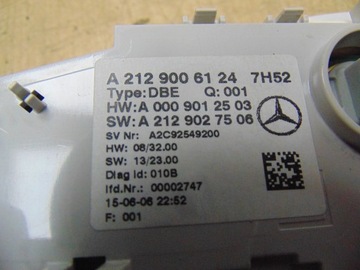 A 212 900 61 24 7H52
Type: DBE Q: 001
HW: A 000 901 25 03
SW: A 212 902 75 06
SV Nr: A2C92549200
HW: 08/32.00
SW: 13/23.00
Diag id: 010B
lfd.Nr.: 00002747
15-06-06 22:52
F: 001